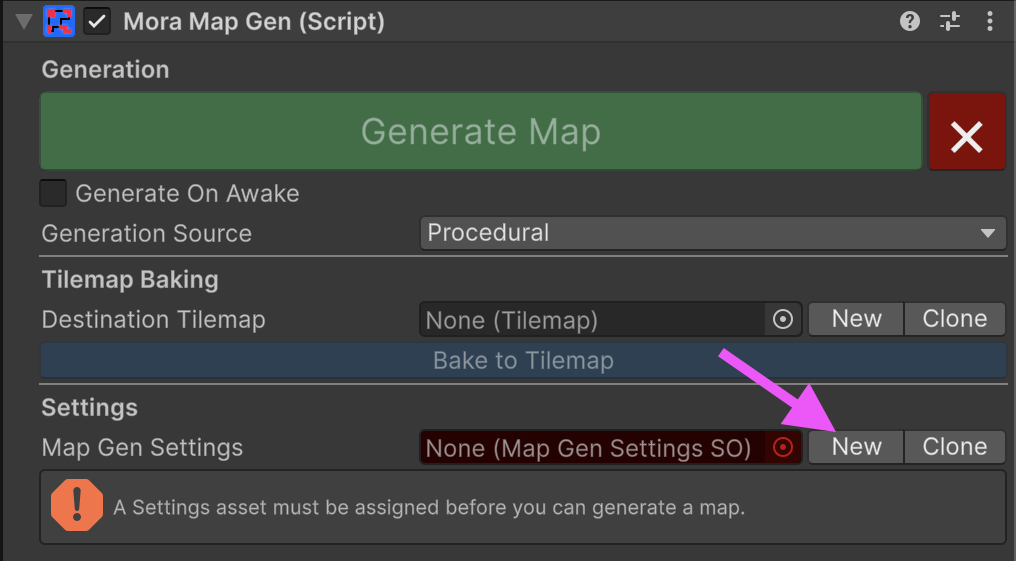 Mora Map Gen (Script)
Generation
Generate Map
Generate On Awake
Generation Source Procedural
Tilemap Baking
Destination Tilemap None (Tilemap) New Clone
Bake to Tilemap
Settings
Map Gen Settings None (Map Gen Settings SO) New Clone
A Settings asset must be assigned before you can generate a map.